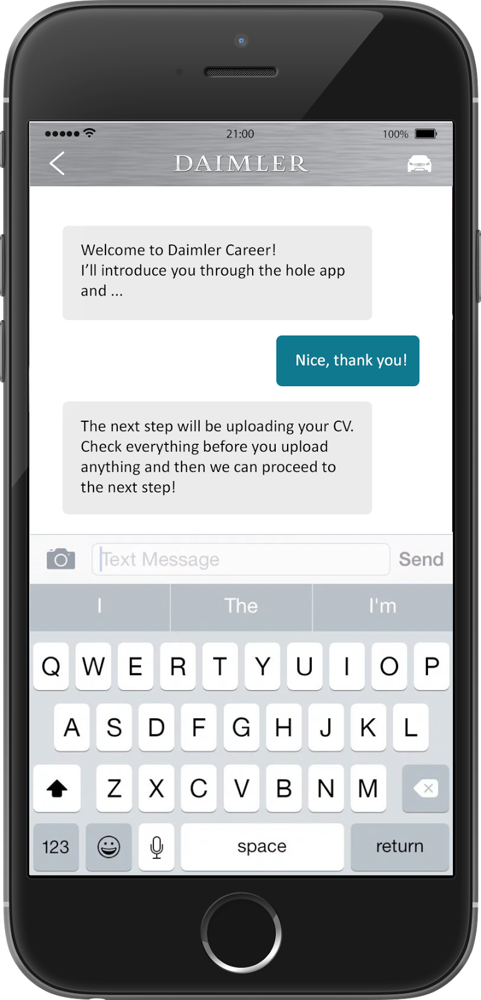 21:00
100%
DAIMLER
Welcome to Daimler Career!
I’ll introduce you through the hole app
and ...
Nice, thank you!
The next step will be uploading your CV.
Check everything before you upload
anything and then we can proceed to
the next step!
Text Message
Send
I
The
I'm
Q W E R T Y U I O P
A S D F G H J K L
Z X C V B N M
123
space
return